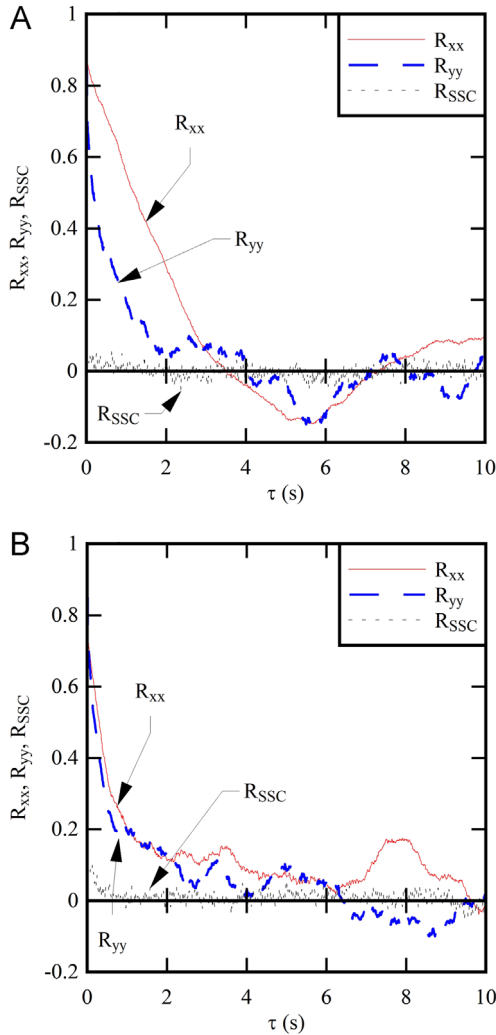 A
1
0.8
0.6
0.4
0.2
0
-0.2
R_xx, R_yy, R_SSC
R_xx
R_yy
R_SSC
R_xx
R_yy
R_SSC
0 2 4 6 8 10
τ (s)
B
1
0.8
0.6
0.4
0.2
0
-0.2
R_xx, R_yy, R_SSC
R_xx
R_yy
R_SSC
R_xx
R_SSC
R_yy
0 2 4 6 8 10
τ (s)